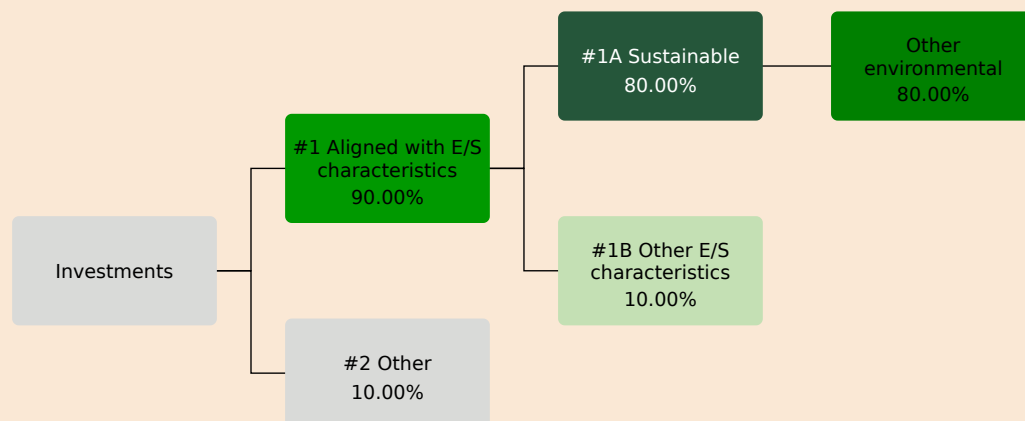 #1A Sustainable
80.00%
Other
environmental
80.00%
#1 Aligned with E/S
characteristics
90.00%
Investments
#1B Other E/S
characteristics
10.00%
#2 Other
10.00%